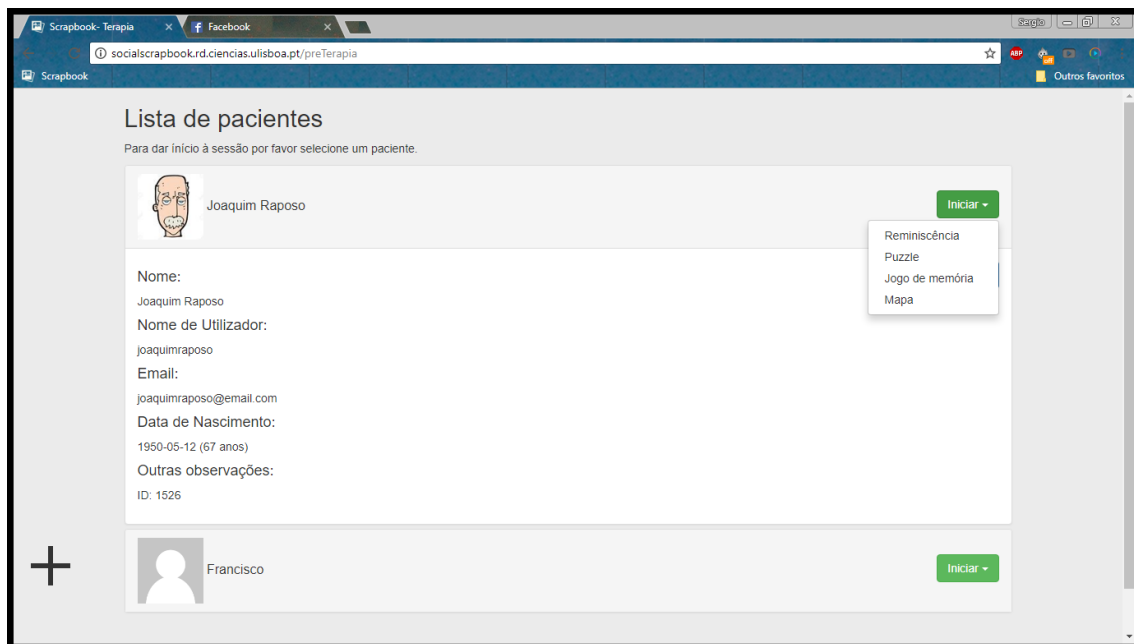 Scrapbook- Terapia
Facebook
Sergio
socialscrapbook.rd.ciencias.ulisboa.pt/preTerapia
ABP
off
Scrapbook
Outros favoritos
Lista de pacientes
Para dar ínício à sessão por favor selecione um paciente.
Joaquim Raposo
Iniciar
Reminiscência
Puzzle
Jogo de memória
Mapa
Nome:
Joaquim Raposo
Nome de Utilizador:
joaquimraposo
Email:
joaquimraposo@email.com
Data de Nascimento:
1950-05-12 (67 anos)
Outras observações:
ID: 1526
Francisco
Iniciar